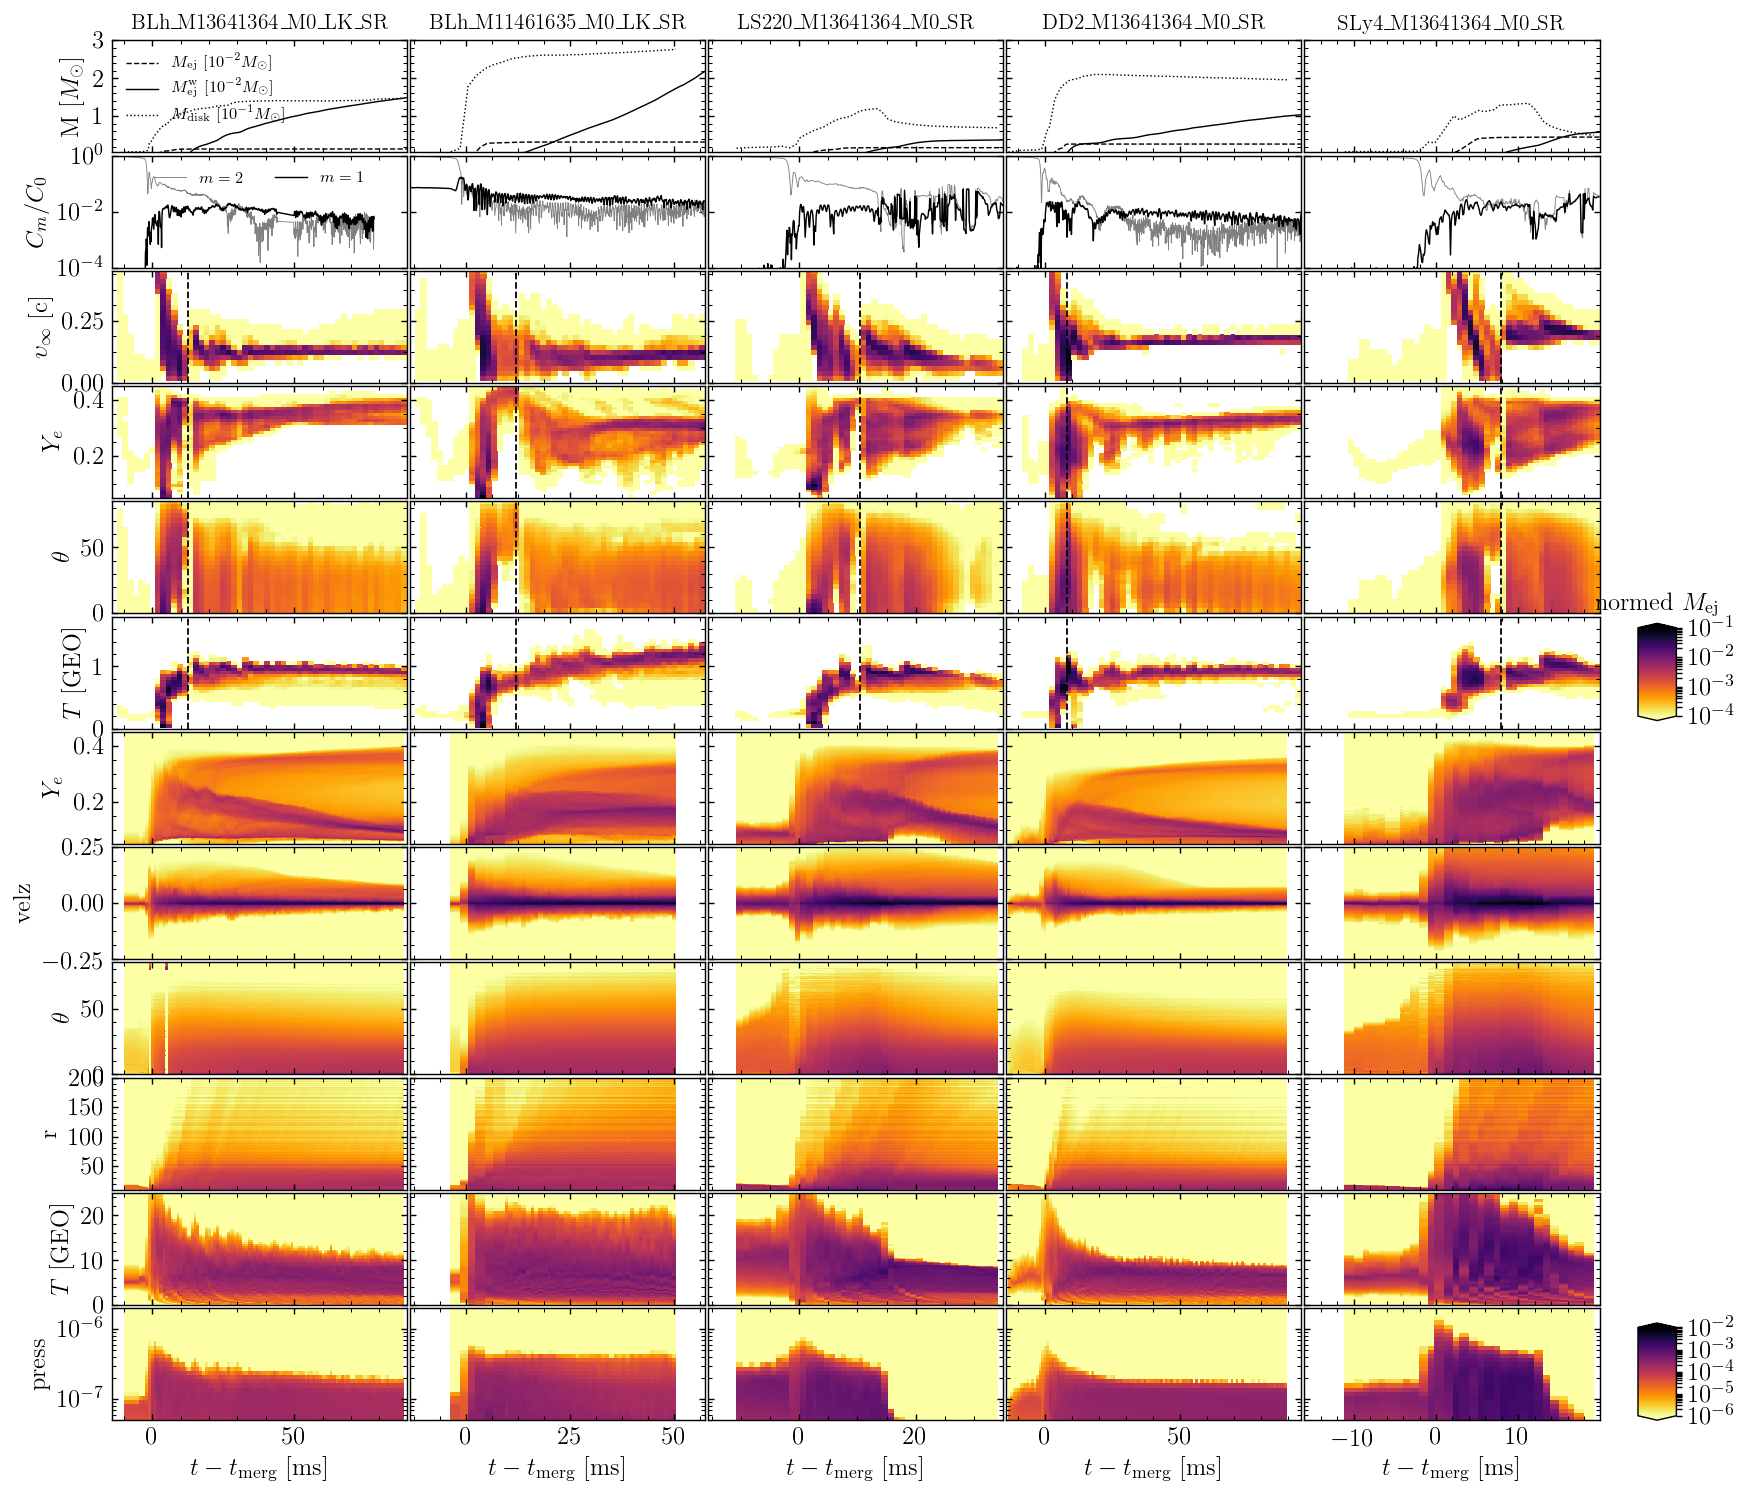 BLh_M13641364_M0_LK_SR BLh_M11461635_M0_LK_SR LS220_M13641364_M0_SR DD2_M13641364_M0_SR SLy4_M13641364_M0_SR
M [M⊙]
3
2
1
0
M_ej [10^{-2}M⊙]
M_ej^w [10^{-2}M⊙]
M_disk [10^{-1}M⊙]
C_m/C_0
10^0
10^{-2}
10^{-4}
m = 2 m = 1
υ_∞ [c]
0.25
0.00
Y_e
0.4
0.2
θ
50
0
T [GEO]
1
0
normed M_ej
10^{-1}
10^{-2}
10^{-3}
10^{-4}
Y_e
0.4
0.2
velz
0.25
0.00
−0.25
θ
50
0
r
200
150
100
50
T [GEO]
20
10
0
press
10^{-6}
10^{-7}
10^{-2}
10^{-3}
10^{-4}
10^{-5}
10^{-6}
0 50 0 25 50 0 20 0 50 −10 0 10
t − t_merg [ms] t − t_merg [ms] t − t_merg [ms] t − t_merg [ms] t − t_merg [ms]